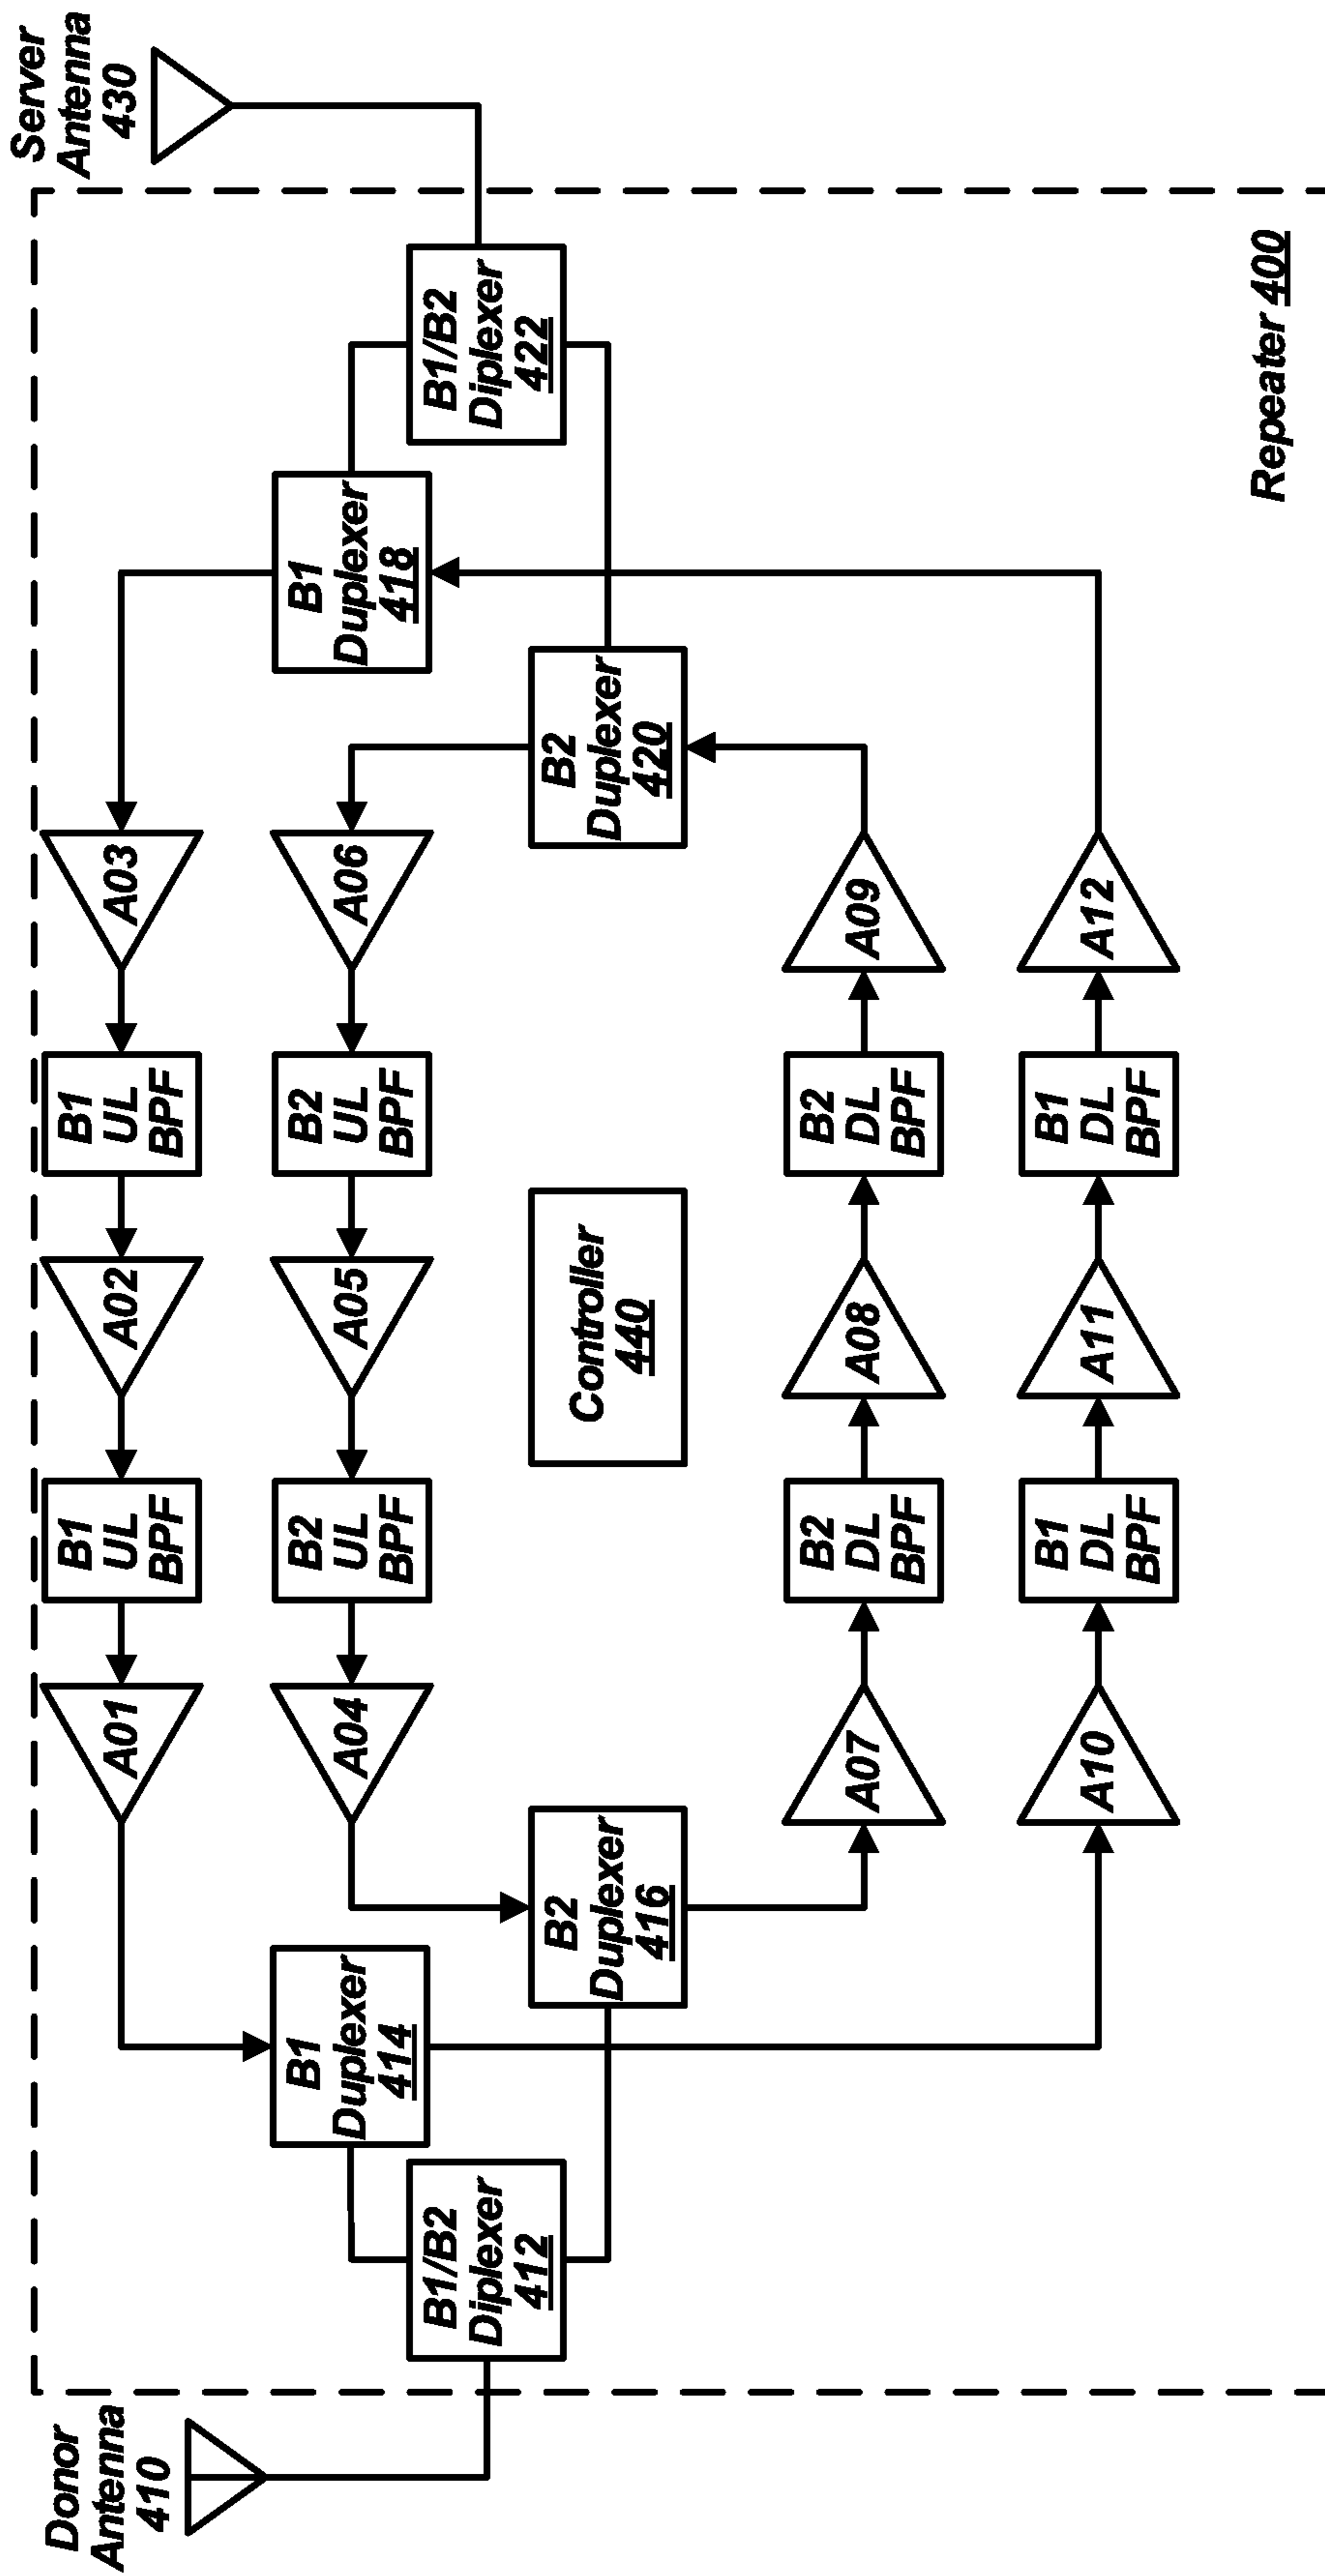 Donor
Antenna
410
Server
Antenna
430
A01
B1
UL
BPF
A02
B1
UL
BPF
A03
B1
Duplexer
414
A04
B2
UL
BPF
A05
B2
UL
BPF
A06
B1
Duplexer
418
B1/B2
Diplexer
412
B2
Duplexer
416
Controller
440
B2
Duplexer
420
B1/B2
Diplexer
422
A07
B2
DL
BPF
A08
B2
DL
BPF
A09
A10
B1
DL
BPF
A11
B1
DL
BPF
A12
Repeater 400